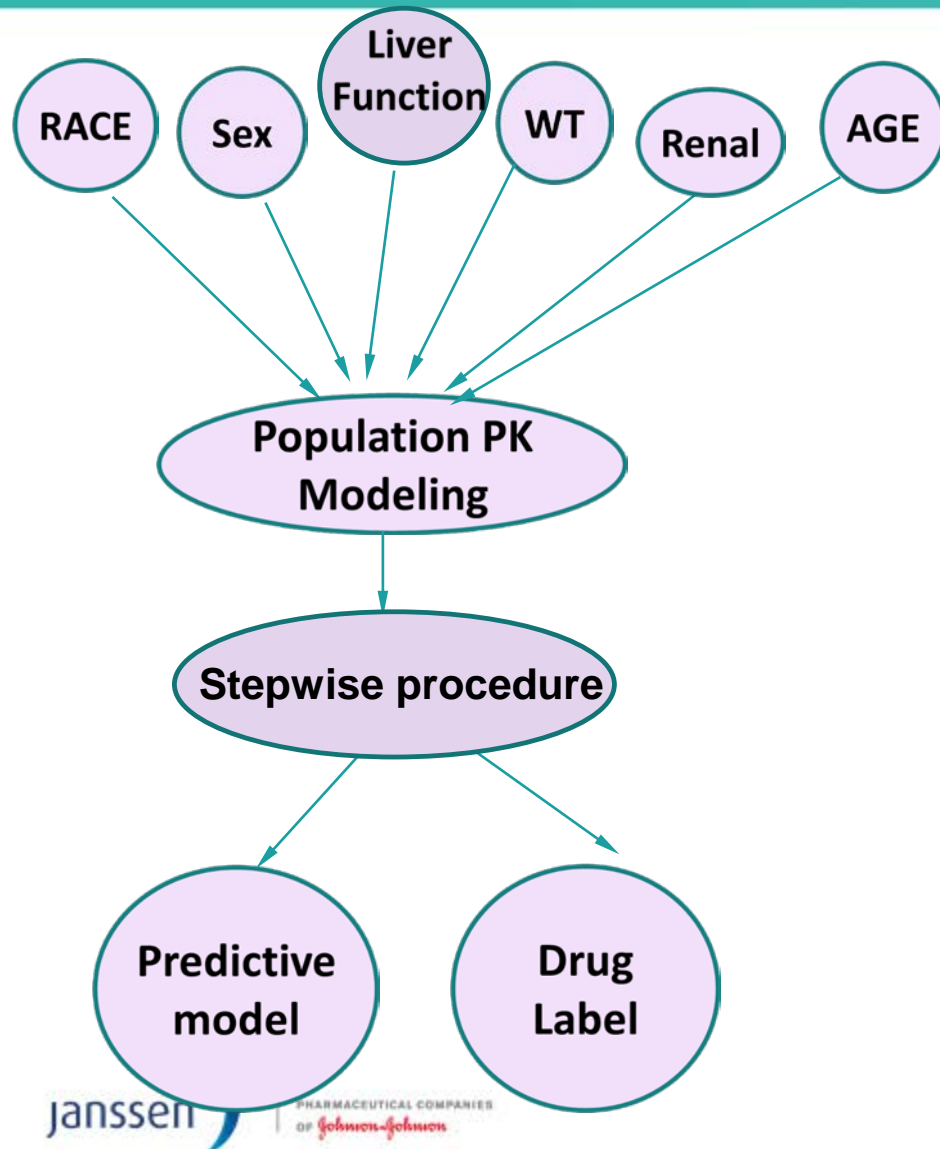 Liver
Function
RACE
Sex
WT
Renal
AGE
Population PK
Modeling
Stepwise procedure
Predictive
model
Drug
Label
janssen
PHARMACEUTICAL COMPANIES
OF Johnson-Johnson